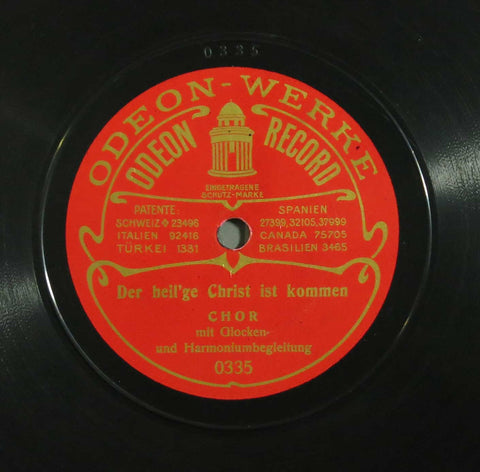 0335
ODEON-WERKE
ODEON RECORD
EINGETRAGENE
SCHUTZ-MARKE
PATENTE:
SCHWEIZ ✥ 23496
ITALIEN 92416
TÜRKEI 1331
SPANIEN
27399, 32105, 37999
CANADA 75705
BRASILIEN 3465
Der heil'ge Christ ist kommen
CHOR
mit Glocken-
und Harmoniumbegleitung
0335